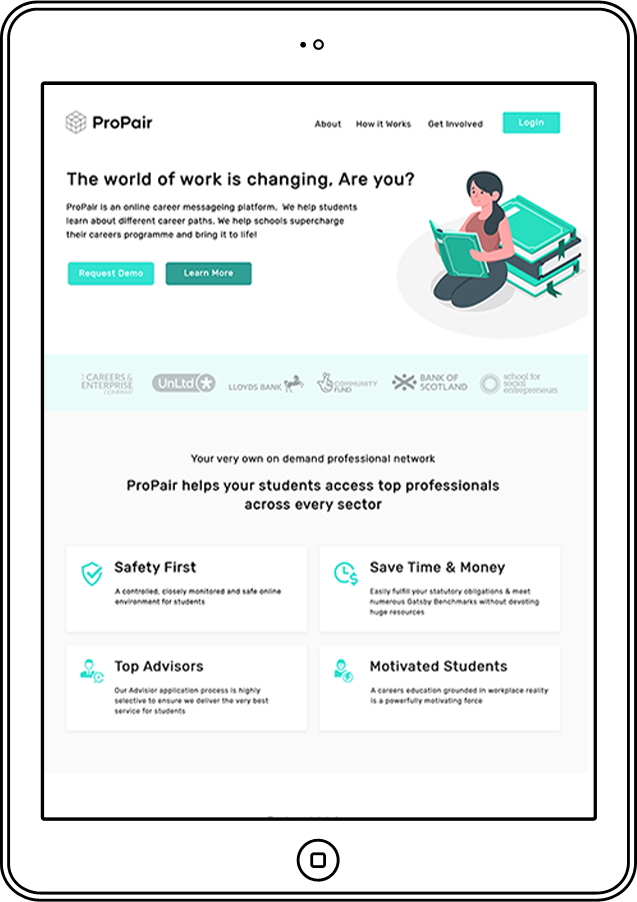 ProPair
About How it Works Get Involved Login
The world of work is changing, Are you?
ProPair is an online career messageing platform, We help students
learn about different career paths. We help schools supercharge
their careers programme and bring it to life!
Request Demo Learn More
CAREERS &
ENTERPRISE
COMPANY
UnLtd
LLOYDS BANK
COMMUNITY
FUND
BANK OF
SCOTLAND
school for
social
entrepreneurs
Your very own on demand professional network
ProPair helps your students access top professionals
across every sector
Safety First
A controlled, closely monitored and safe online
environment for students
Save Time & Money
Easily fulfill your statutory obligations & meet
numerous Gatsby Benchmarks without devoting
huge resources
Top Advisors
Our Advisior application process is highly
selective to ensure we deliver the very best
service for students
Motivated Students
A careers education grounded in workplace reality
is a powerfully motivating force